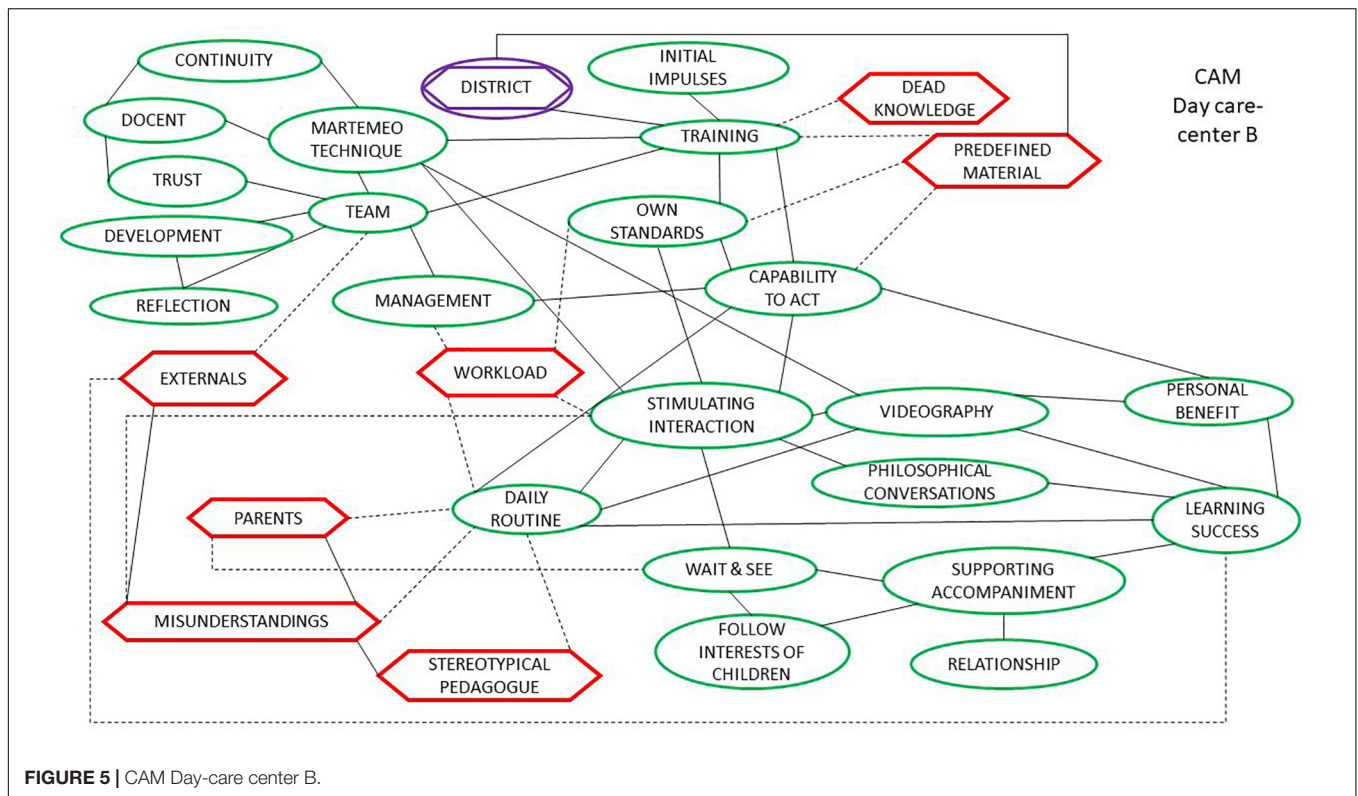 CONTINUITY
INITIAL
IMPULSES
CAM
Day care-
center B
DISTRICT
DEAD
KNOWLEDGE
DOCENT
MARTEMEO
TECHNIQUE
TRAINING
PREDEFINED
MATERIAL
TRUST
TEAM
OWN
STANDARDS
DEVELOPMENT
CAPABILITY
TO ACT
REFLECTION
MANAGEMENT
EXTERNALS
WORKLOAD
STIMULATING
INTERACTION
VIDEOGRAPHY
PERSONAL
BENEFIT
PHILOSOPHICAL
CONVERSATIONS
PARENTS
DAILY
ROUTINE
LEARNING
SUCCESS
WAIT & SEE
SUPPORTING
ACCOMPANIMENT
MISUNDERSTANDINGS
FOLLOW
INTERESTS OF
CHILDREN
RELATIONSHIP
STEREOTYPICAL
PEDAGOGUE
FIGURE 5 | CAM Day-care center B.